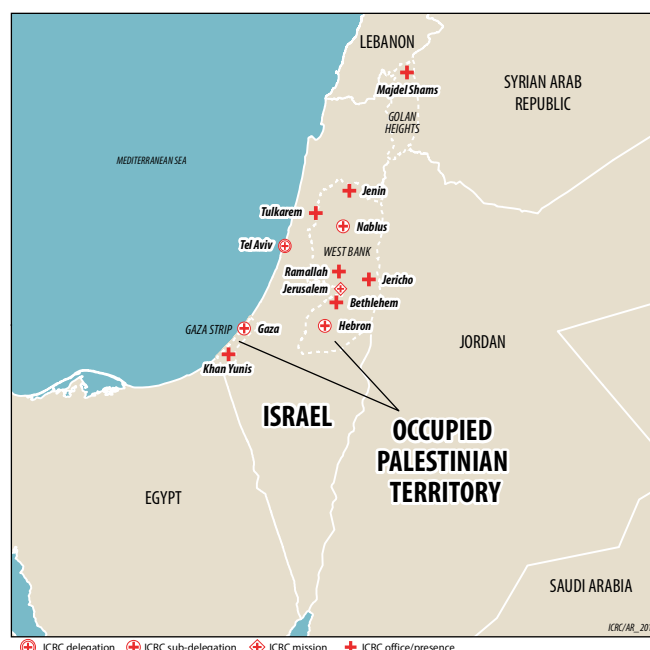 LEBANON
Majdel Shams
SYRIAN ARAB
REPUBLIC
GOLAN
HEIGHTS
MEDITERRANEAN SEA
Jenin
Tulkarem
Nablus
Tel Aviv
WEST BANK
Ramallah
Jericho
Jerusalem
Bethlehem
GAZA STRIP
Gaza
Hebron
JORDAN
Khan Yunis
ISRAEL
OCCUPIED
PALESTINIAN
TERRITORY
EGYPT
SAUDI ARABIA
ICRC/AR_201
ICRC delegation
ICRC sub-delegation
ICRC mission
ICRC office/presence